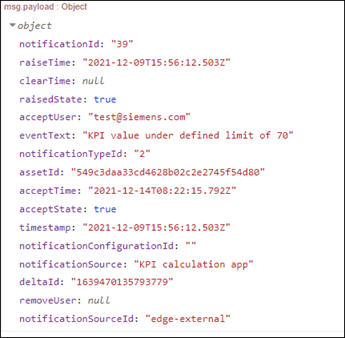 msg.payload : Object
object
notificationId: "39"
raiseTime: "2021-12-09T15:56:12.503Z"
clearTime: null
raisedState: true
acceptUser: "test@siemens.com"
eventText: "KPI value under defined limit of 70"
notificationTypeId: "2"
assetId: "549c3daa33cd4628b02c2e2745f54d80"
acceptTime: "2021-12-14T08:22:15.792Z"
acceptState: true
timestamp: "2021-12-09T15:56:12.503Z"
notificationConfigurationId: ""
notificationSource: "KPI calculation app"
deltaId: "1639470135793779"
removeUser: null
notificationSourceId: "edge-external"